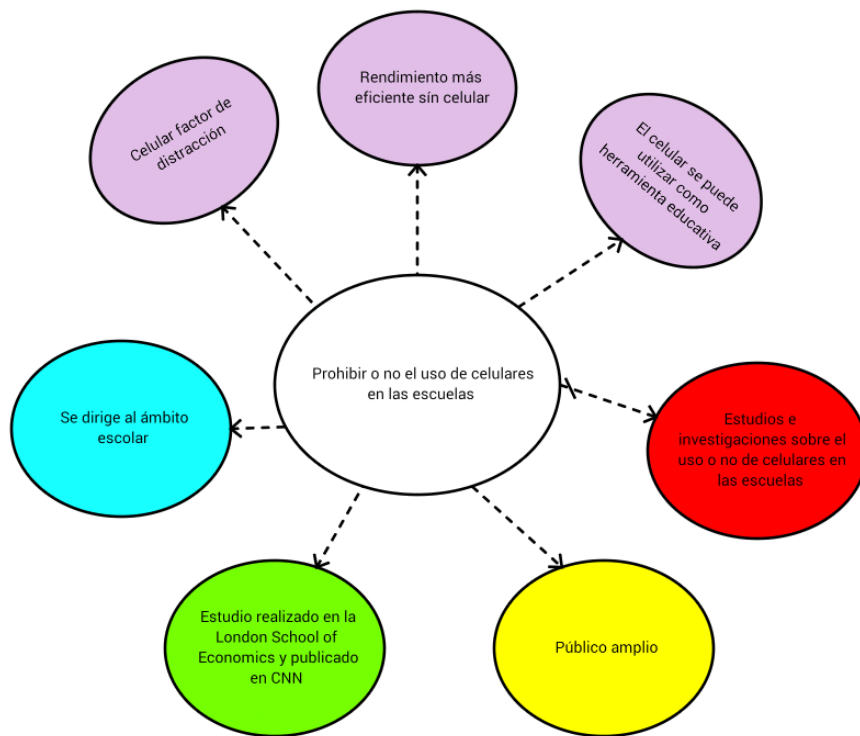 Rendimiento más
eficiente sín celular
Celular factor de
distracción
El celular se puede
utilizar como
herramienta educativa
Prohibir o no el uso de celulares
en las escuelas
Se dirige al ámbito
escolar
Estudios e
investigaciones sobre el
uso o no de celulares en
las escuelas
Estudio realizado en la
London School of
Economics y publicado
en CNN
Público amplio